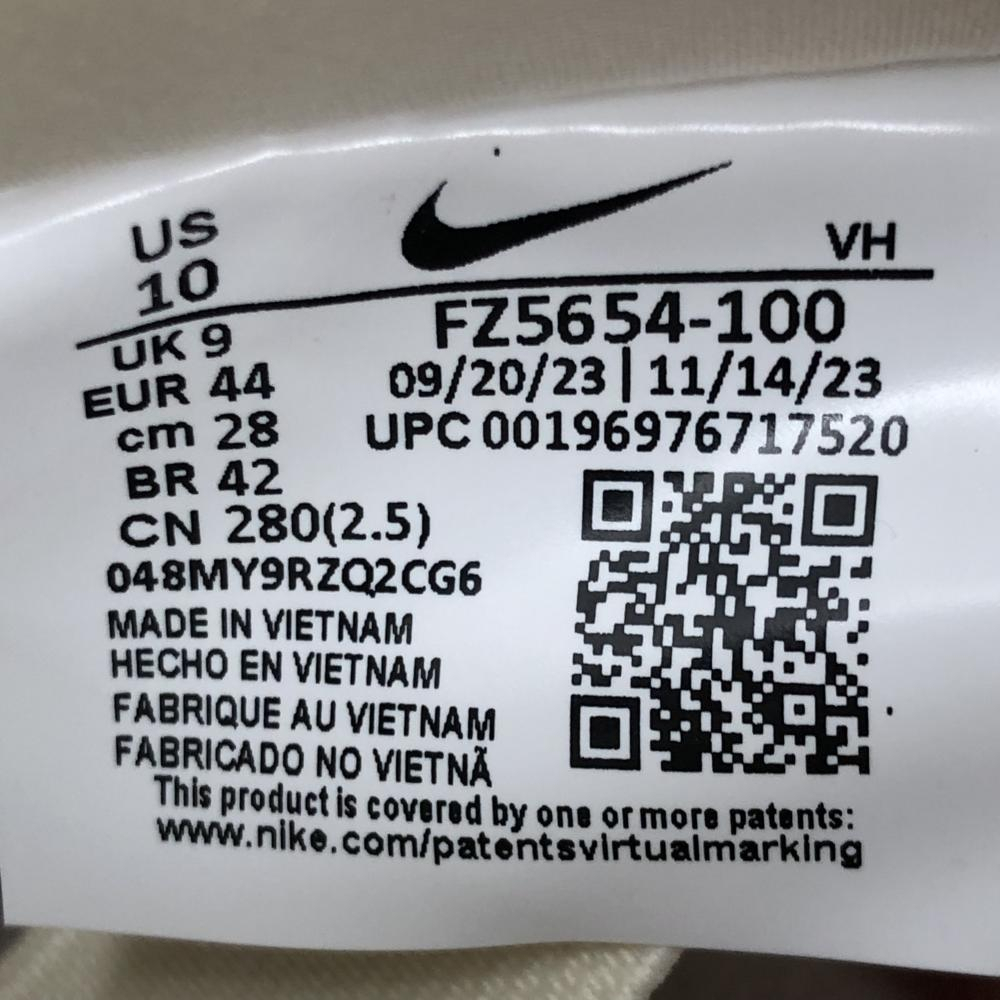 US
10
VH
UK 9
EUR 44
cm 28
BR 42
CN 280(2.5)
FZ5654-100
09/20/23 | 11/14/23
UPC 00196976717520
048MY9RZQ2CG6
MADE IN VIETNAM
HECHO EN VIETNAM
FABRIQUE AU VIETNAM
FABRICADO NO VIETNÃ
This product is covered by one or more patents:
www.nike.com/patentsvirtualmarking